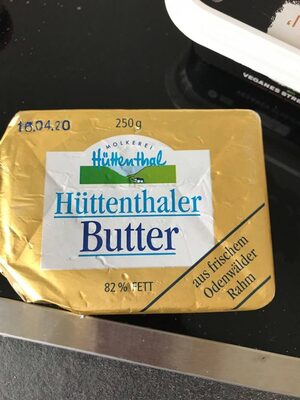 VEGANES
18.04.20
250g
MOLKEREI
Hüttenthal
Hüttenthaler
Butter
82 % FETT
aus frischem
Odenwälder
Rahm